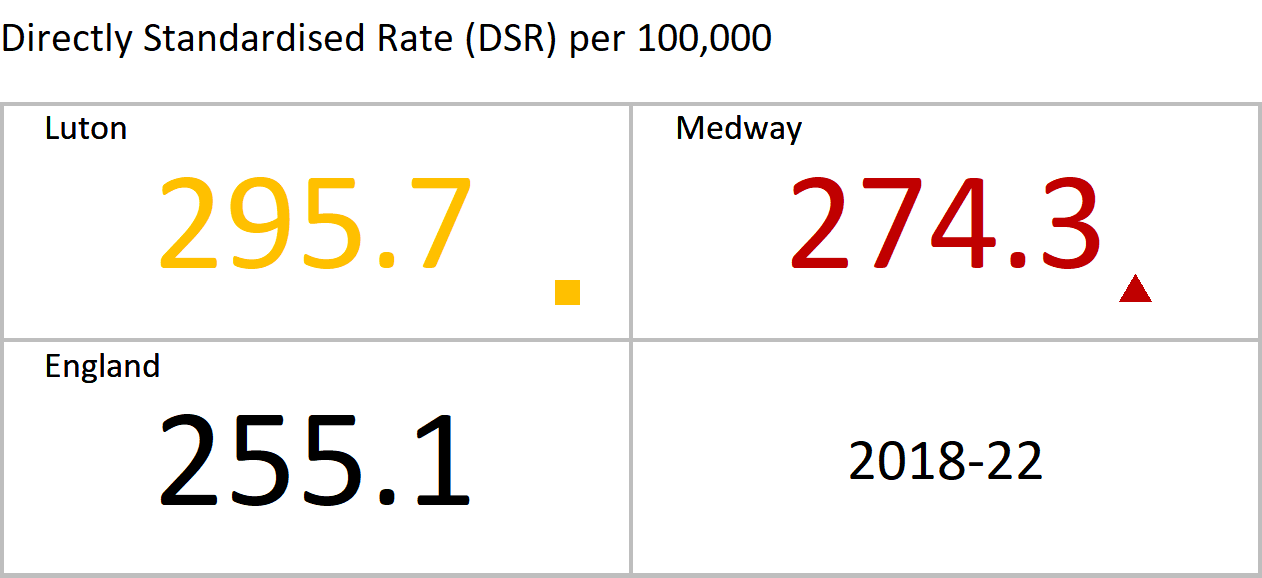 Directly Standardised Rate (DSR) per 100,000
Luton
295.7
Medway
274.3
England
255.1
2018-22